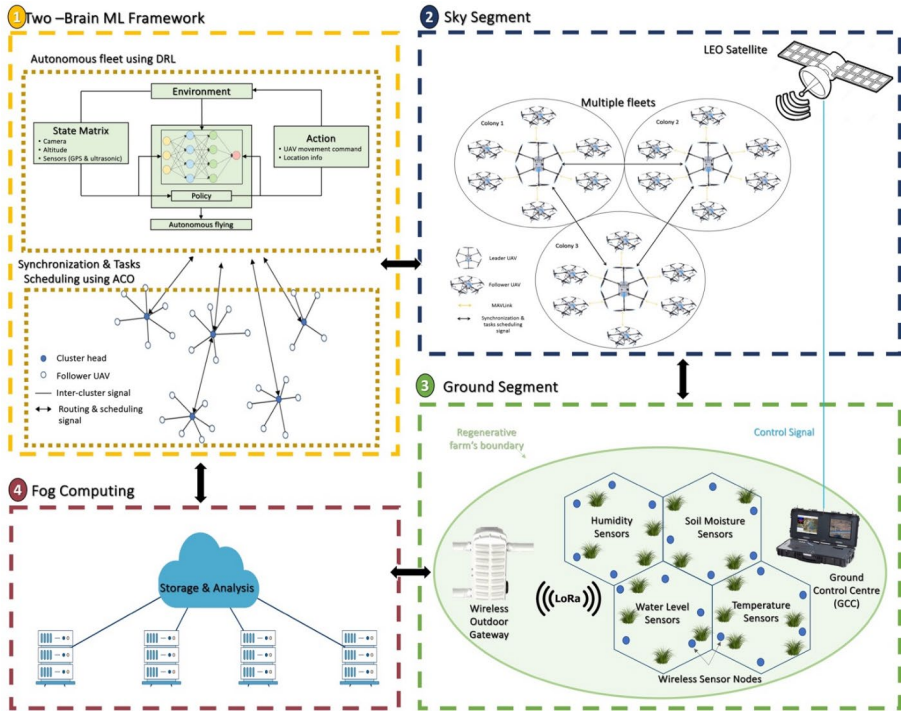 1 Two –Brain ML Framework
Autonomous fleet using DRL
Environment
State Matrix
• Camera
• Altitude
• Sensors (GPS & ultrasonic)
Action
• UAV movement command
• Location info
Policy
Autonomous flying
Synchronization & Tasks
Scheduling using ACO
Cluster head
Follower UAV
Inter-cluster signal
Routing & scheduling
signal
2 Sky Segment
LEO Satellite
Multiple fleets
Colony 1
Colony 2
Colony 3
Leader UAV
Follower UAV
MAVLink
Synchronization &
tasks scheduling
signal
3 Ground Segment
Regenerative
farm's boundary
Control Signal
Humidity
Sensors
Soil Moisture
Sensors
Water Level
Sensors
Temperature
Sensors
LoRa
Wireless
Outdoor
Gateway
Ground
Control Centre
(GCC)
Wireless Sensor Nodes
4 Fog Computing
Storage & Analysis